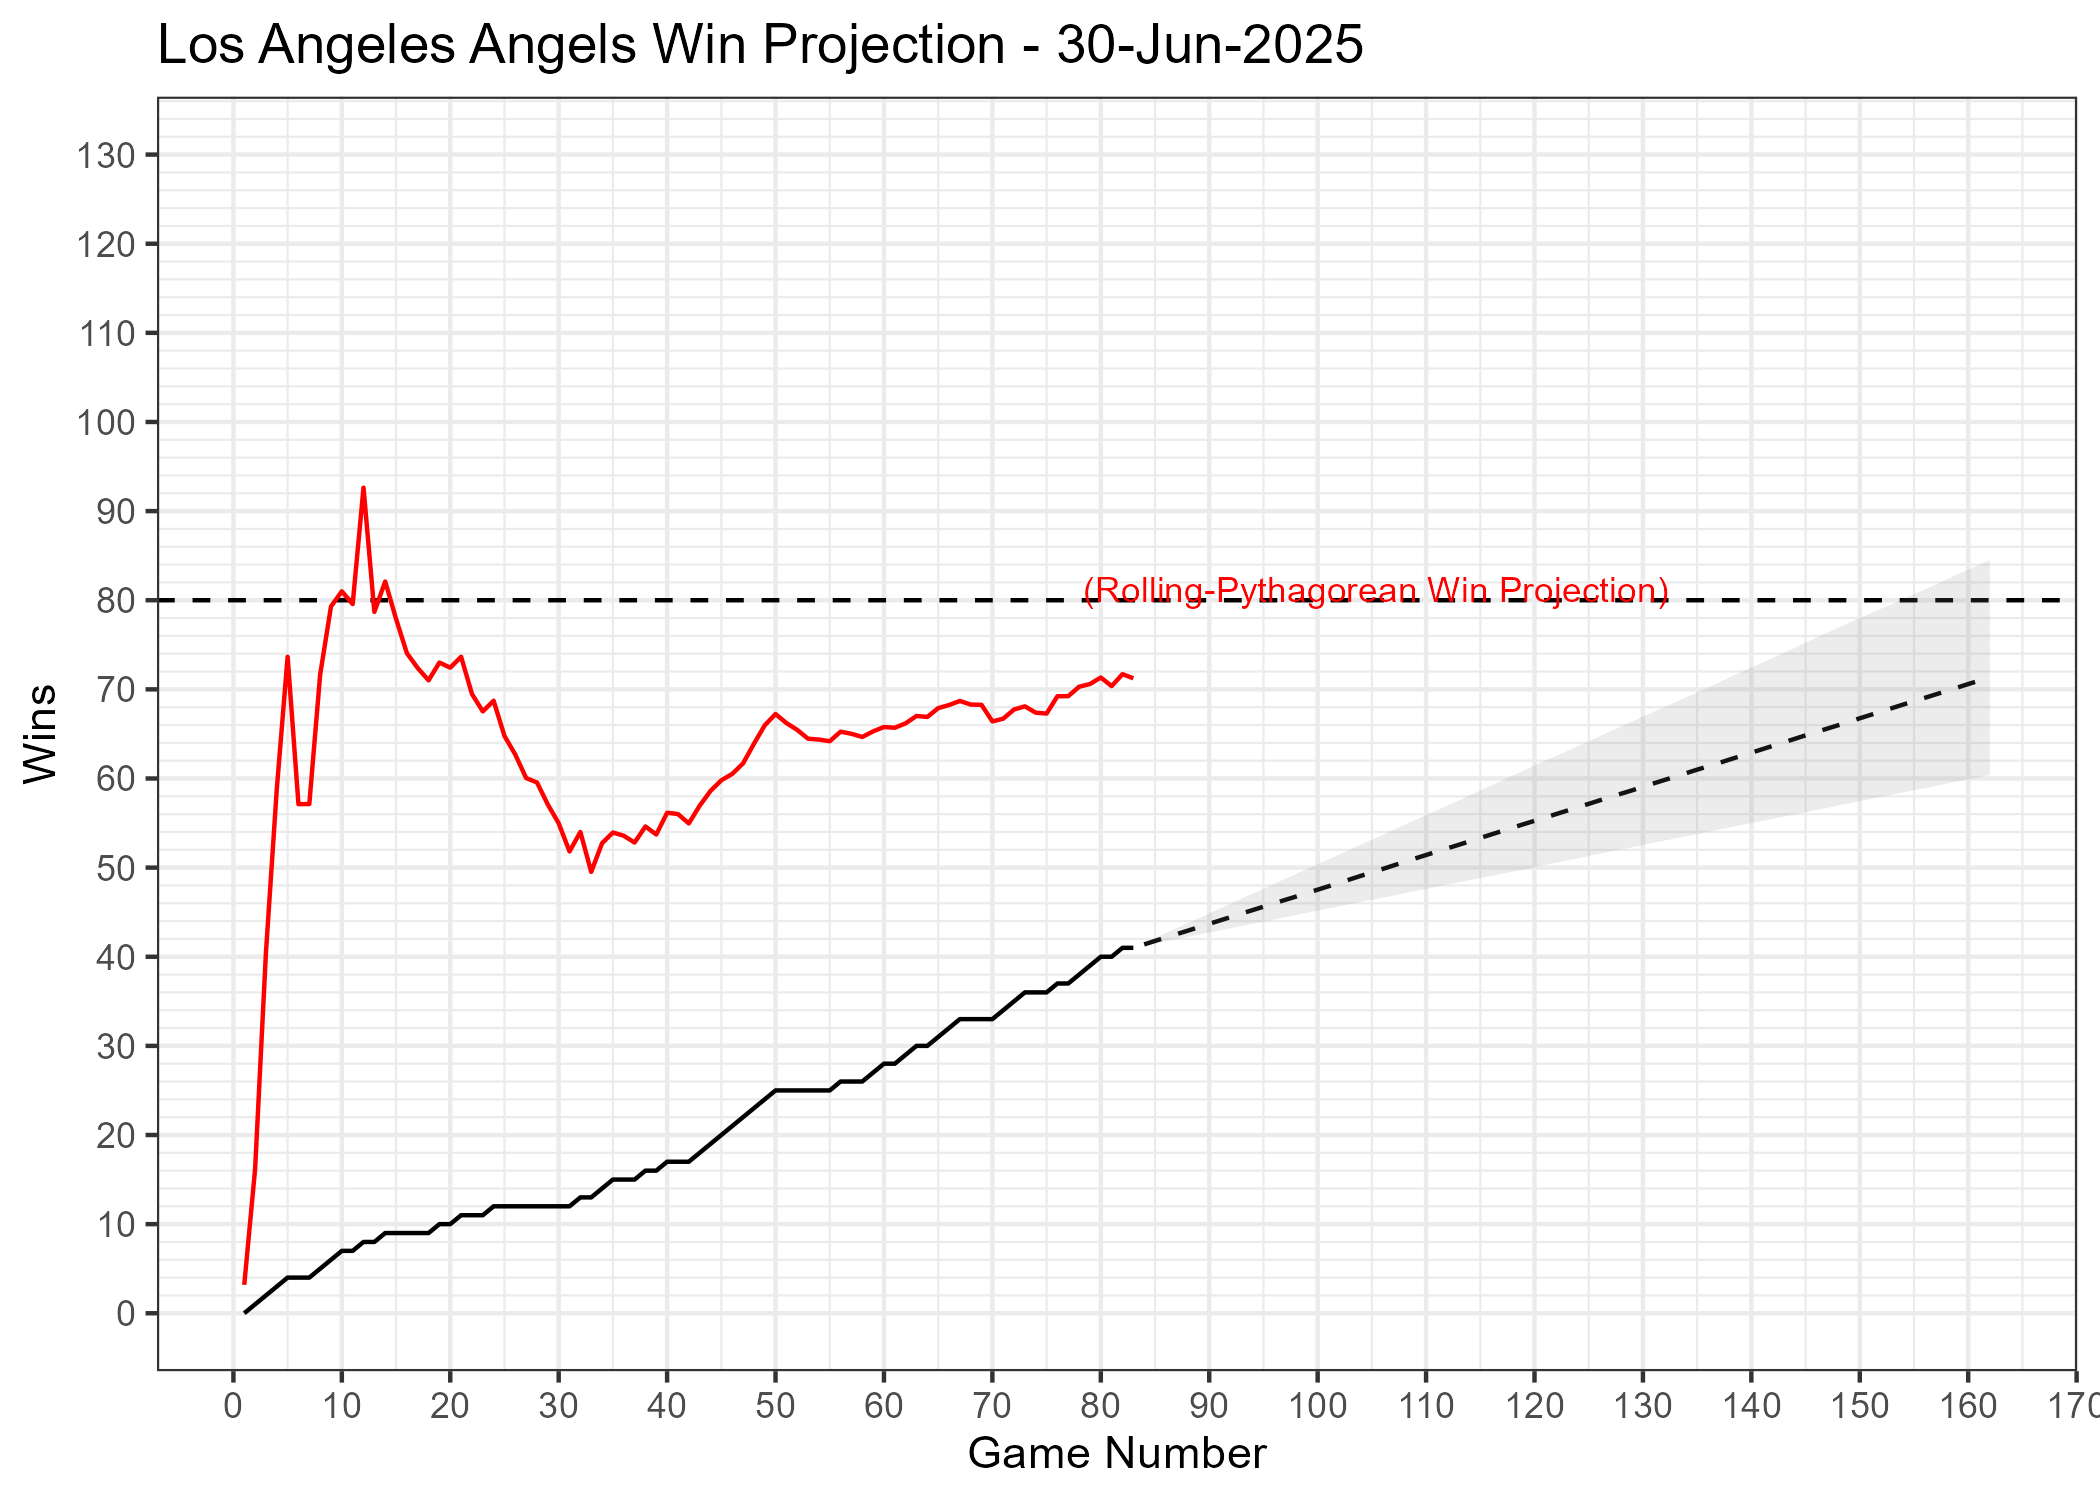 Los Angeles Angels Win Projection - 30-Jun-2025
130
120
110
100
90
80
70
60
50
40
30
20
10
0
Wins
(Rolling-Pythagorean Win Projection)
0 10 20 30 40 50 60 70 80 90 100 110 120 130 140 150 160 170
Game Number